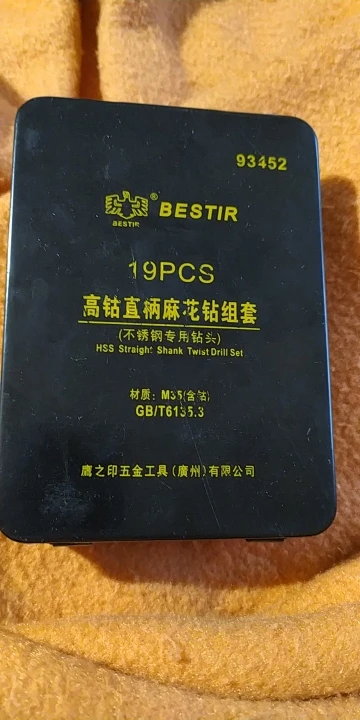 93452
BESTIR
BESTIR
19PCS
高钴直柄麻花钻组套
(不锈钢专用钻头)
HSS Straight Shank Twist Drill Set
材质: M35(含钴)
GB/T6135.3
鹰之印五金工具(廣州)有限公司